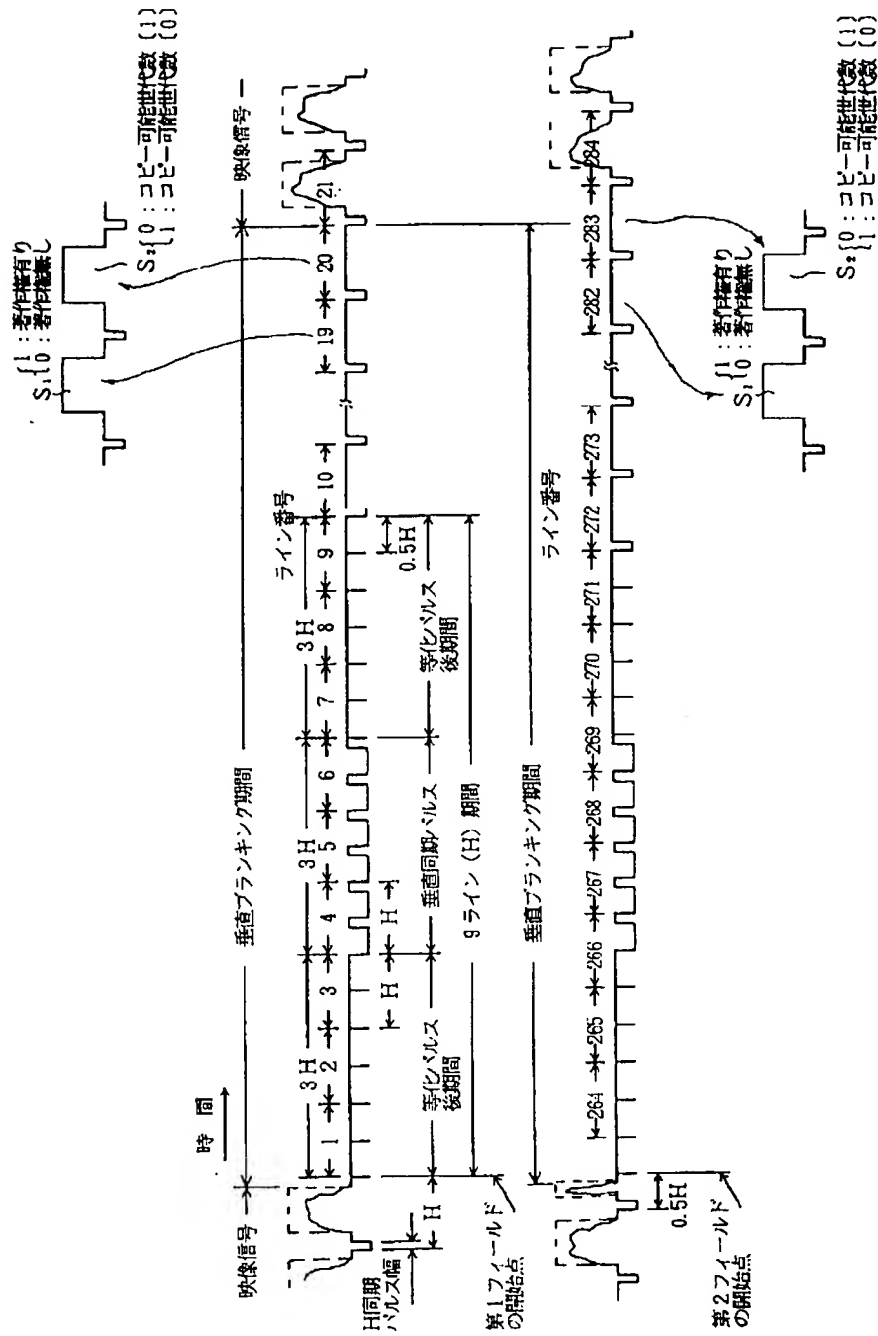 時 間
映像信号
垂直ブランキング期間
映像信号
3H
3H
3H
ライン番号
1
2
3
4
5
6
7
8
9
10
19
20
21
H同期
パルス幅
H
H
H
0.5H
等化パルス
後期間
垂直同期パルス
等化パルス
後期間
9ライン(H)期間
第1フィールド
の開始点
S₁{1:著作権有り
0:著作権無し
S₂{0:コピー可能世代数〔1〕
1:コピー可能世代〔0〕
垂直ブランキング期間
ライン番号
264
265
266
267
268
269
270
271
272
273
282
283
284
0.5H
第2フィールド
の開始点
S₁{1:著作権有り
0:著作権無し
S₂{0:コピー可能世代数〔1〕
1:コピー可能世代数〔0〕